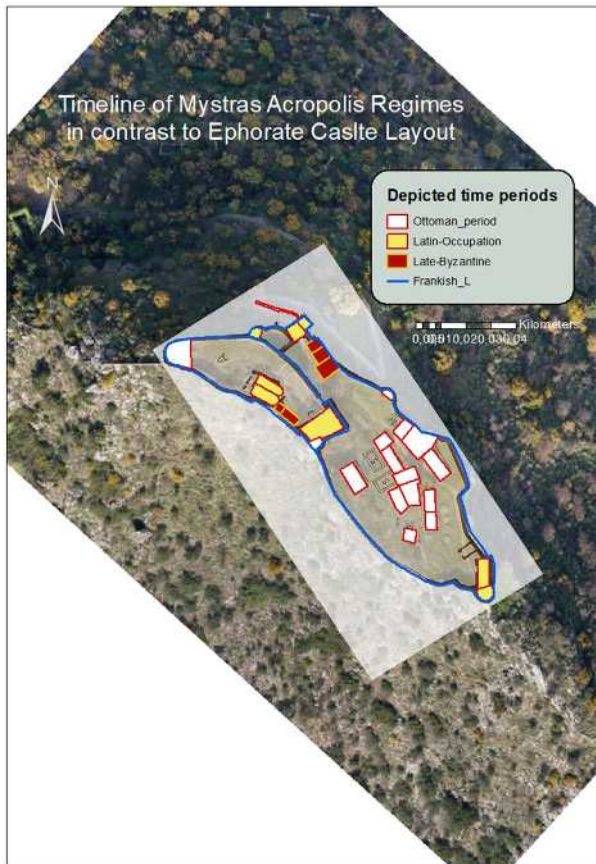 Timeline of Mystras Acropolis Regimes
in contrast to Ephorate Caslte Layout
N
Depicted time periods
Ottoman_period
Latin-Occupation
Late-Byzantine
Frankish_L
Kilometers